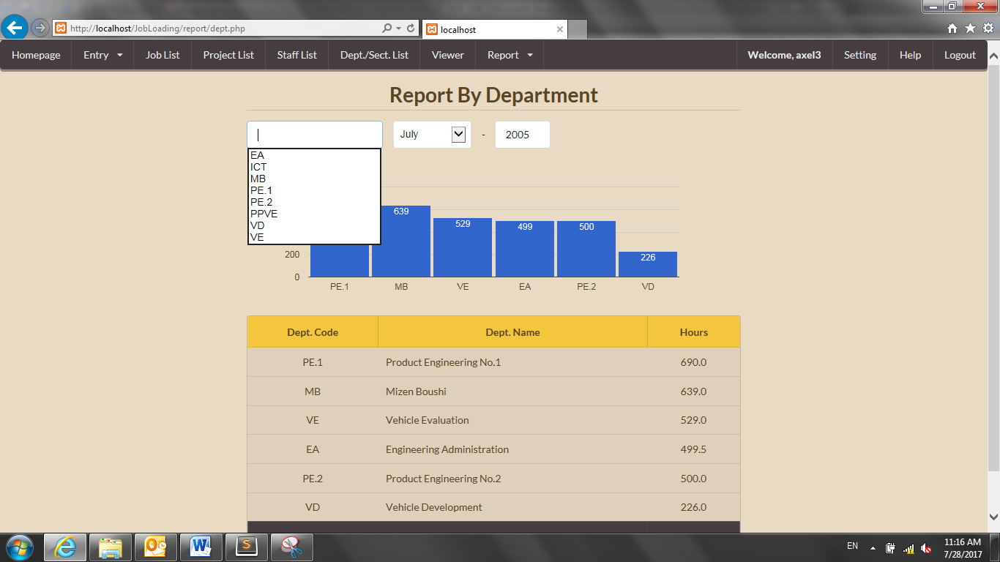 http://localhost/JobLoading/report/dept.php
localhost
Homepage Entry Job List Project List Staff List Dept./Sect. List Viewer Report Welcome, axel3 Setting Help Logout
Report By Department
July - 2005
EA
ICT
MB
PE.1
PE.2
PPVE
VD
VE
639 529 499 500 226
200
0
PE.1 MB VE EA PE.2 VD
Dept. Code Dept. Name Hours
PE.1 Product Engineering No.1 690.0
MB Mizen Boushi 639.0
VE Vehicle Evaluation 529.0
EA Engineering Administration 499.5
PE.2 Product Engineering No.2 500.0
VD Vehicle Development 226.0
EN 11:16 AM
7/28/2017